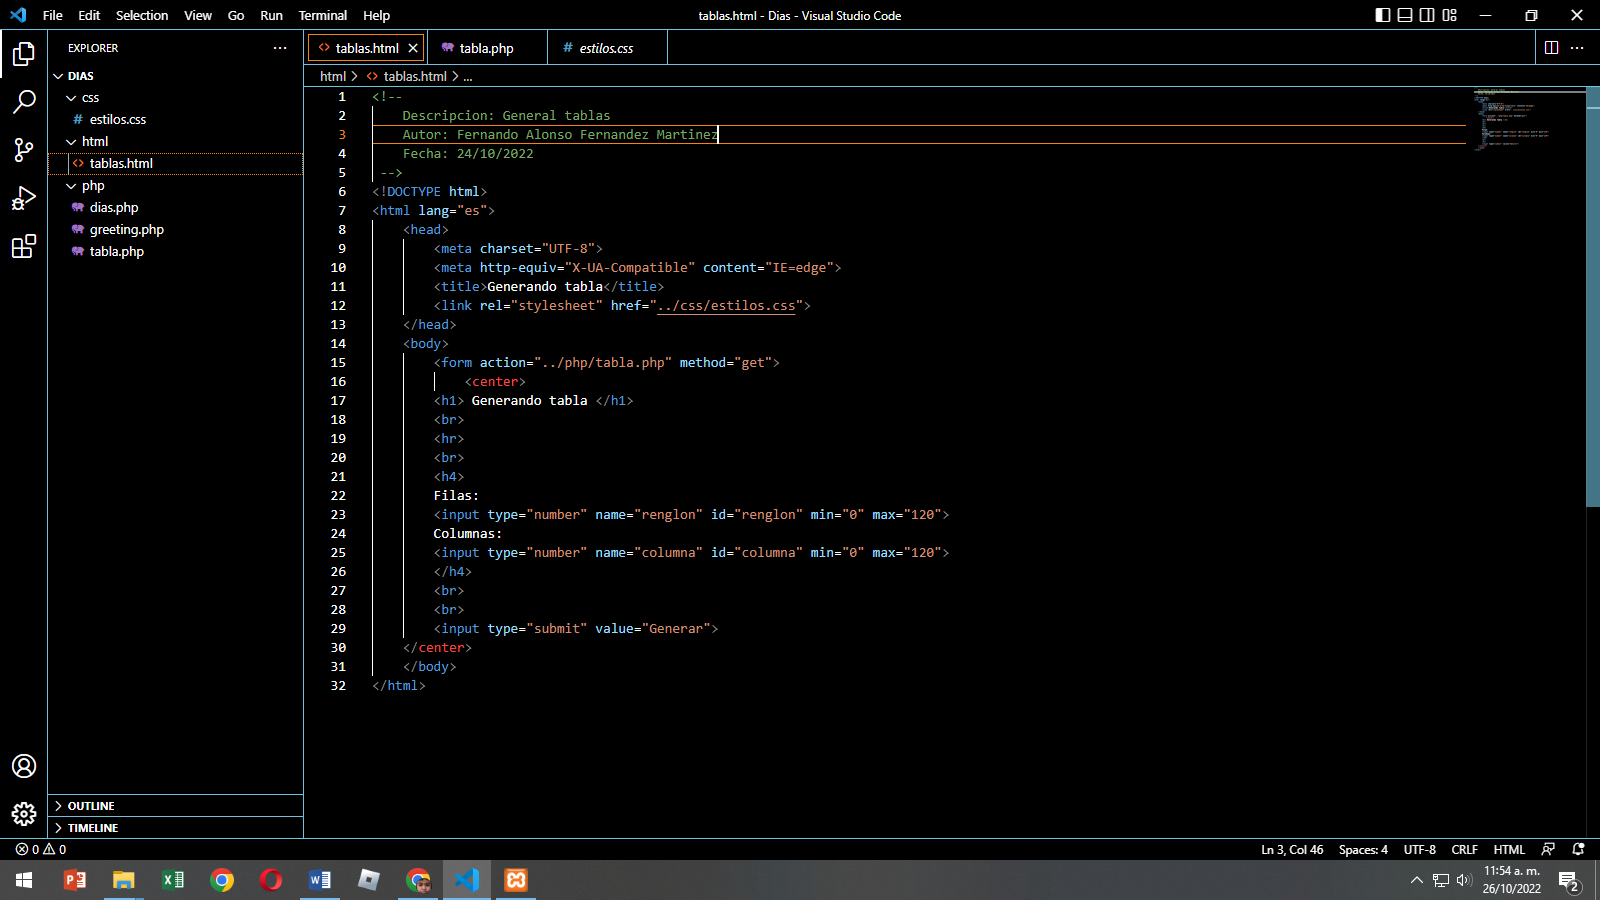 File Edit Selection View Go Run Terminal Help
tablas.html - Dias - Visual Studio Code
EXPLORER
DIAS
css
estilos.css
html
tablas.html
php
dias.php
greeting.php
tabla.php
OUTLINE
TIMELINE
tablas.html
tabla.php
estilos.css
html > tablas.html > ...
1 <!--
2 Descripcion: General tablas
3 Autor: Fernando Alonso Fernandez Martinez
4 Fecha: 24/10/2022
5 -->
6 <!DOCTYPE html>
7 <html lang="es">
8 <head>
9 <meta charset="UTF-8">
10 <meta http-equiv="X-UA-Compatible" content="IE=edge">
11 <title>Generando tabla</title>
12 <link rel="stylesheet" href="../css/estilos.css">
13 </head>
14 <body>
15 <form action="../php/tabla.php" method="get">
16 <center>
17 <h1> Generando tabla </h1>
18 <br>
19 <hr>
20 <br>
21 <h4>
22 Filas:
23 <input type="number" name="renglon" id="renglon" min="0" max="120">
24 Columnas:
25 <input type="number" name="columna" id="columna" min="0" max="120">
26 </h4>
27 <br>
28 <br>
29 <input type="submit" value="Generar">
30 </center>
31 </body>
32 </html>
0 0
Ln 3, Col 46 Spaces: 4 UTF-8 CRLF HTML
11:54 a. m.
26/10/2022
2